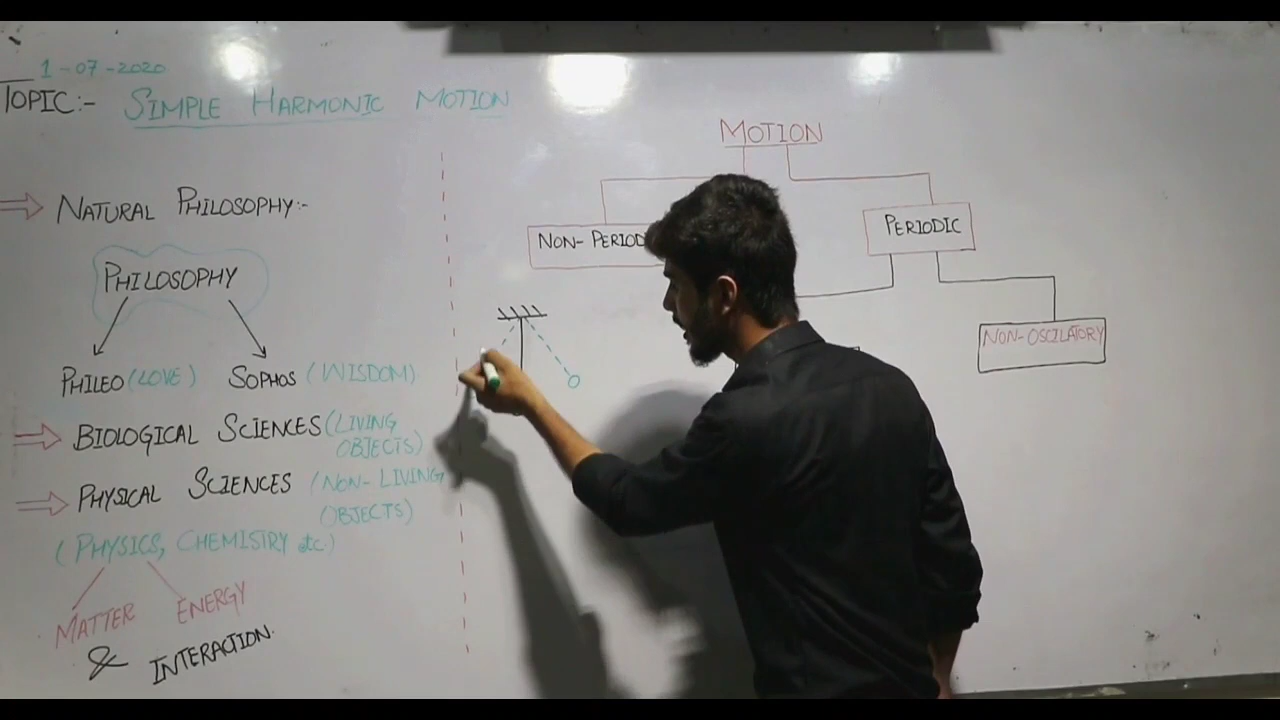 1-07-2020
TOPIC:- SIMPLE HARMONIC MOTION
NATURAL PHILOSOPHY:-
PHILOSOPHY
PHILEO (LOVE) SOPHOS (WISDOM)
BIOLOGICAL SCIENCES (LIVING
OBJECTS)
PHYSICAL SCIENCES (NON-LIVING
OBJECTS)
(PHYSICS, CHEMISTRY etc)
MATTER ENERGY
& INTERACTION.
MOTION
NON-PERIOD
PERIODIC
NON-OSCILATORY